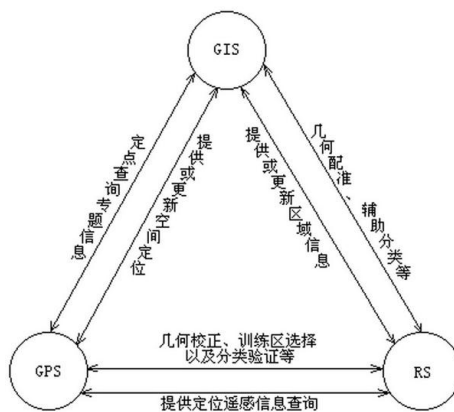 GIS
定点查询专题信息
提供或更新空间定位
提供或更新区域信息
几何配准、辅助分类等
GPS
几何校正、训练区选择
以及分类验证等
RS
提供定位遥感信息查询